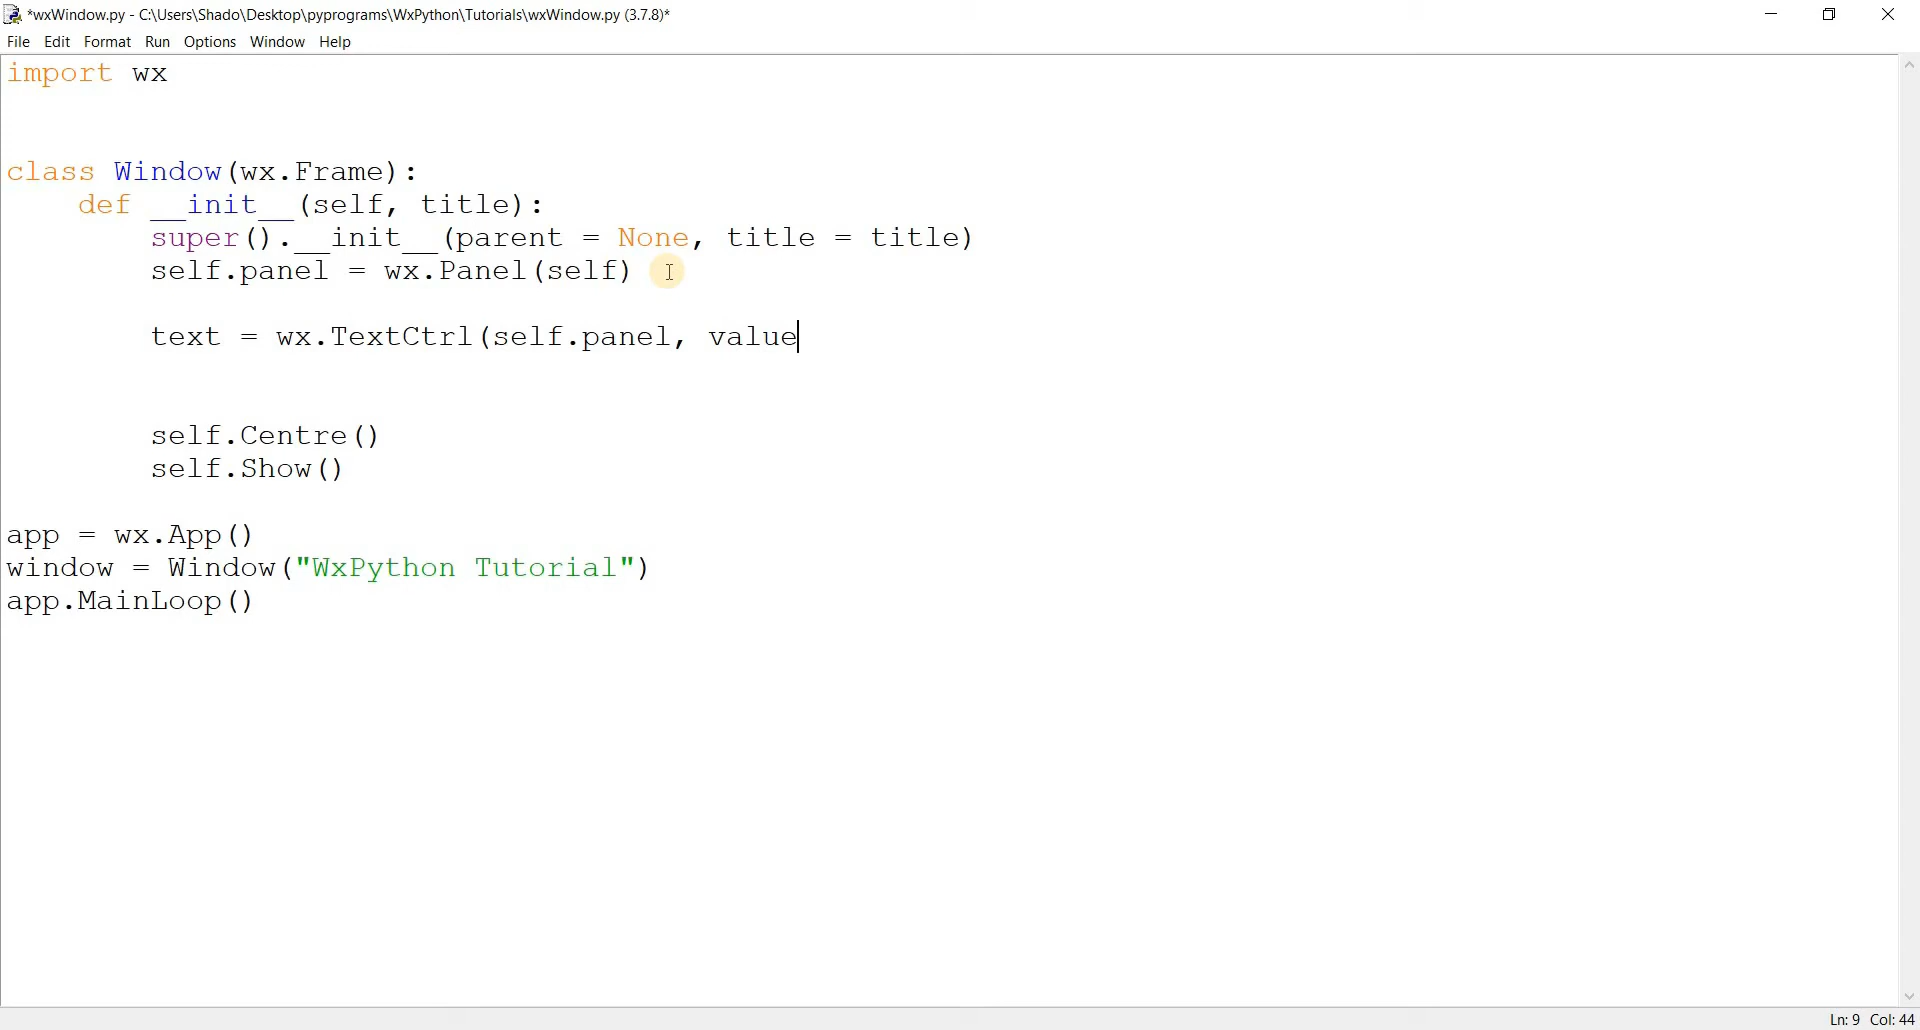 *wxWindow.py - C:\Users\Shado\Desktop\pyprograms\WxPython\Tutorials\wxWindow.py (3.7.8)*
File Edit Format Run Options Window Help
import wx
class Window(wx.Frame):
    def __init__(self, title):
        super().__init__(parent = None, title = title)
        self.panel = wx.Panel(self)
        text = wx.TextCtrl(self.panel, value
        self.Centre()
        self.Show()
app = wx.App()
window = Window("WxPython Tutorial")
app.MainLoop()
Ln: 9 Col: 44